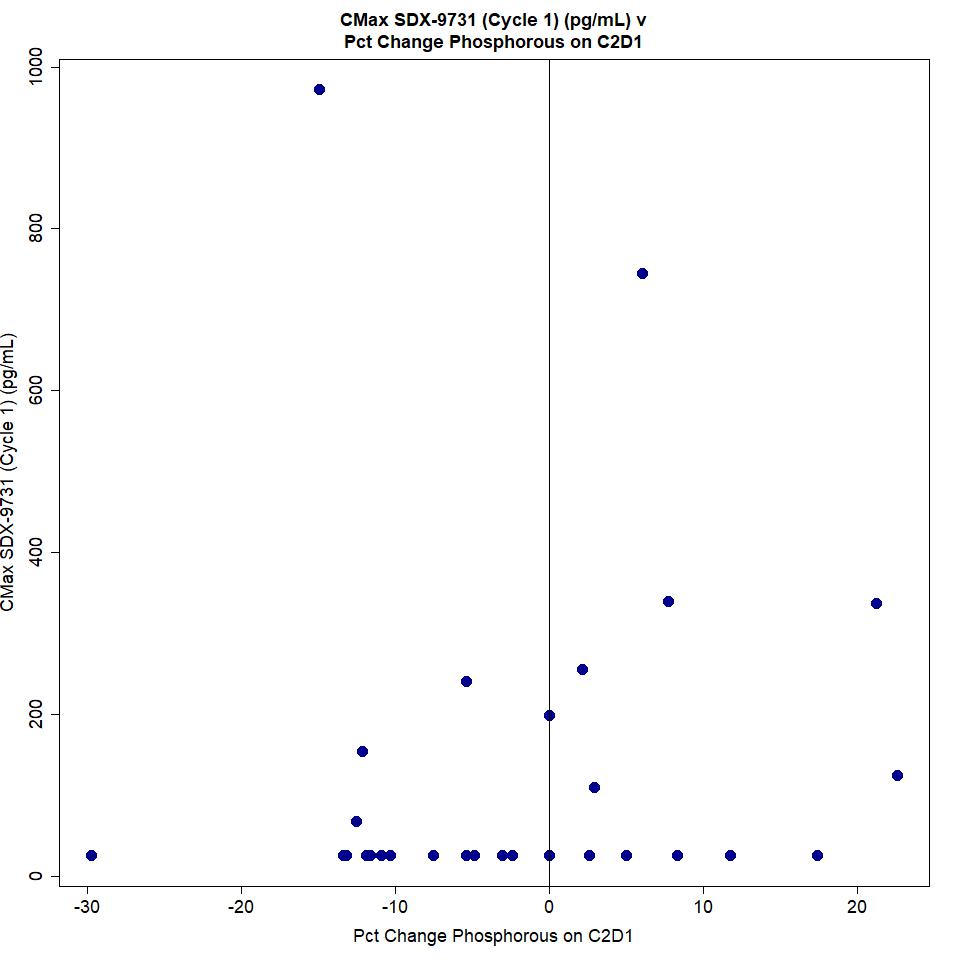 CMax SDX-9731 (Cycle 1) (pg/mL) v
Pct Change Phosphorous on C2D1
1000
800
600
400
200
0
CMax SDX-9731 (Cycle 1) (pg/mL)
-30 -20 -10 0 10 20
Pct Change Phosphorous on C2D1